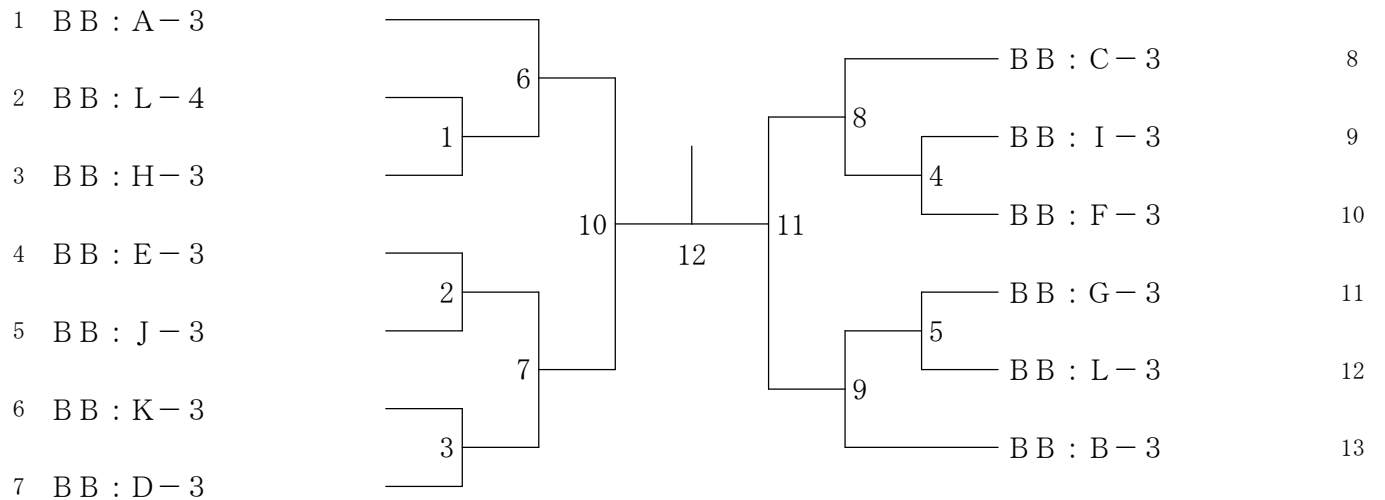 1 BB：A－3
2 BB：L－4
3 BB：H－3
4 BB：E－3
5 BB：J－3
6 BB：K－3
7 BB：D－3
6
1
2
7
3
10
12
11
8
4
5
9
BB：C－3 8
BB：I－3 9
BB：F－3 10
BB：G－3 11
BB：L－3 12
BB：B－3 13